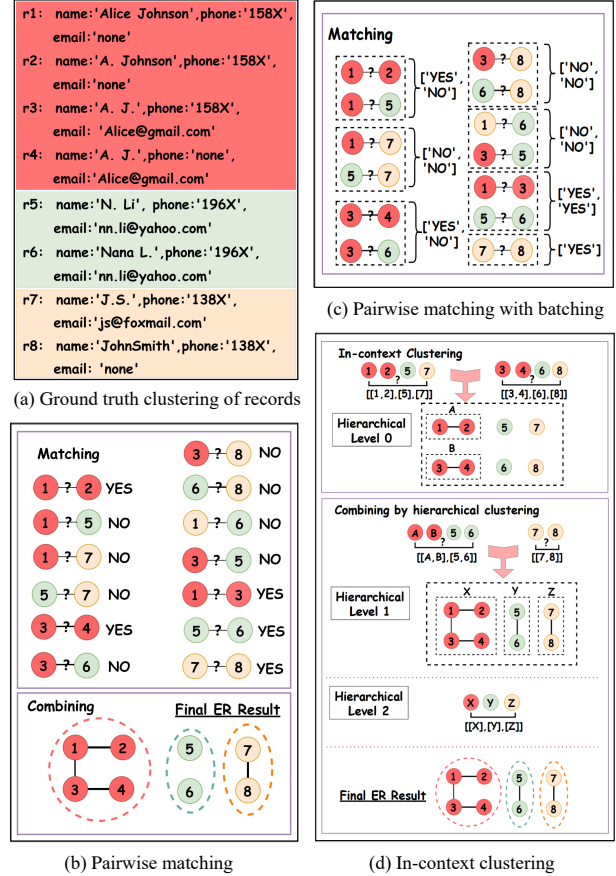 r1: name:'Alice Johnson',phone:'158X',
email:'none'
r2: name:'A. Johnson',phone:'158X',
email:'none'
r3: name:'A. J.',phone:'158X',
email: 'Alice@gmail.com'
r4: name:'A. J.',phone:'none',
email:'Alice@gmail.com'
r5: name:'N. Li', phone:'196X',
email:'nn.li@yahoo.com'
r6: name:'Nana L.',phone:'196X',
email:'nn.li@yahoo.com'
r7: name:'J.S.',phone:'138X',
email:'js@foxmail.com'
r8: name:'JohnSmith',phone:'138X',
email: 'none'
(a) Ground truth clustering of records
Matching
1 ? 2 YES
1 ? 5 NO
1 ? 7 NO
5 ? 7 NO
3 ? 4 YES
3 ? 6 NO
3 ? 8 NO
6 ? 8 NO
1 ? 6 NO
3 ? 5 NO
1 ? 3 YES
5 ? 6 YES
7 ? 8 YES
Combining
Final ER Result
1 2 5 7
3 4 6 8
(b) Pairwise matching
Matching
1 ? 2
1 ? 5
['YES',
'NO']
1 ? 7
5 ? 7
['NO',
'NO']
3 ? 4
3 ? 6
['YES',
'NO']
3 ? 8
6 ? 8
['NO',
'NO']
1 ? 6
3 ? 5
['NO',
'NO']
1 ? 3
5 ? 6
['YES',
'YES']
7 ? 8
['YES']
(c) Pairwise matching with batching
In-context Clustering
1 2 5 7
?
[[1,2],[5],[7]]
3 4 6 8
?
[[3,4],[6],[8]]
Hierarchical
Level 0
A
1 2 5 7
B
3 4 6 8
Combining by hierarchical clustering
A B 5 6
?
[[A,B],[5,6]]
7 8
?
[7,8]]
Hierarchical
Level 1
X Y Z
1 2 5 7
3 4 6 8
Hierarchical
Level 2
X Y Z
[[X],[Y],[Z]]
Final ER Result
1 2 5 7
3 4 6 8
(d) In-context clustering